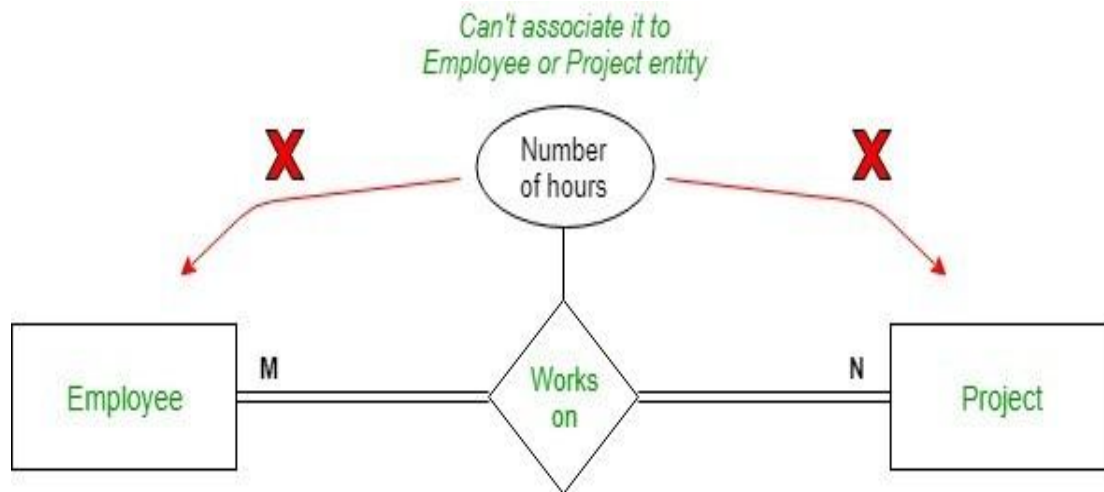 Can't associate it to
Employee or Project entity
X
X
Number
of hours
M
N
Employee
Works
on
Project